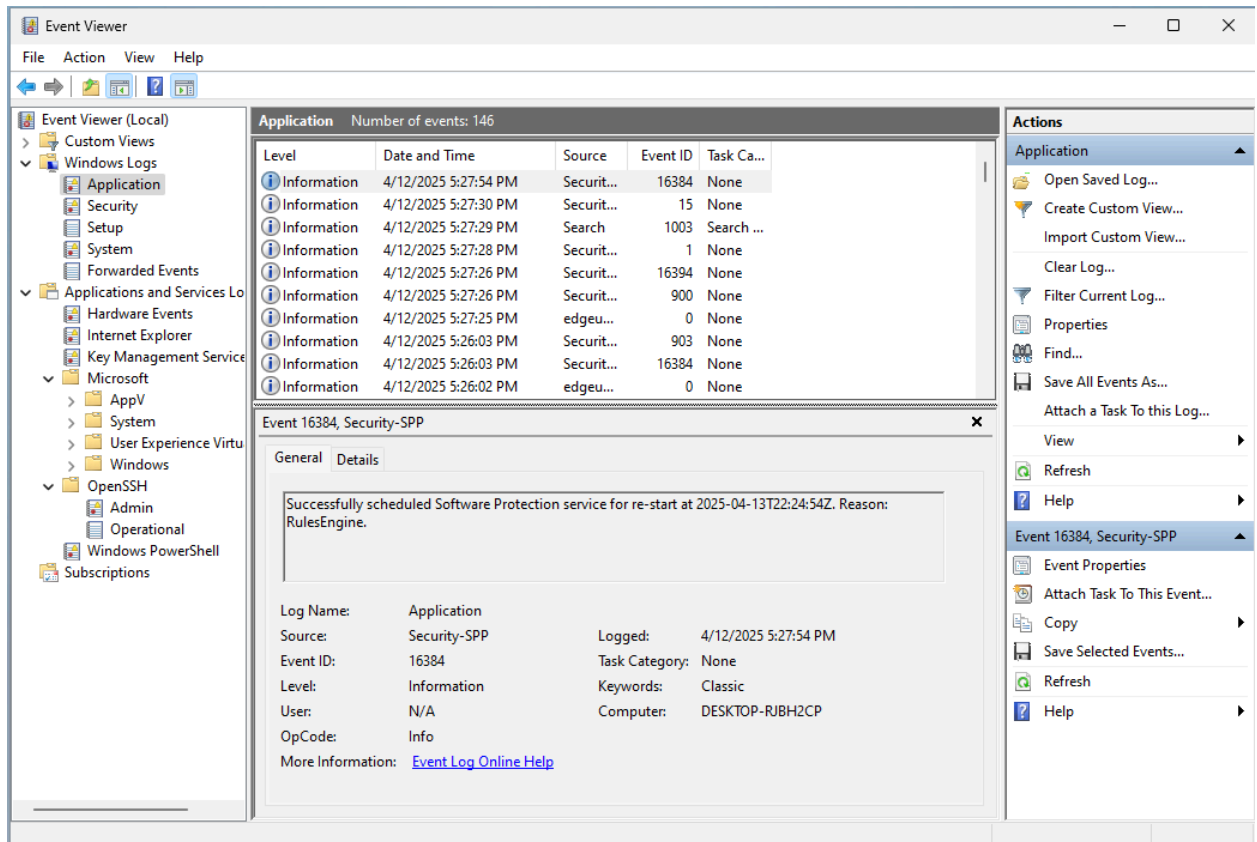 Event Viewer
File Action View Help
Event Viewer (Local)
Custom Views
Windows Logs
Application
Security
Setup
System
Forwarded Events
Applications and Services Lo
Hardware Events
Internet Explorer
Key Management Service
Microsoft
AppV
System
User Experience Virtu
Windows
OpenSSH
Admin
Operational
Windows PowerShell
Subscriptions
Application Number of events: 146
Level Date and Time Source Event ID Task Ca...
Information 4/12/2025 5:27:54 PM Securit... 16384 None
Information 4/12/2025 5:27:30 PM Securit... 15 None
Information 4/12/2025 5:27:29 PM Search 1003 Search ...
Information 4/12/2025 5:27:28 PM Securit... 1 None
Information 4/12/2025 5:27:26 PM Securit... 16394 None
Information 4/12/2025 5:27:26 PM Securit... 900 None
Information 4/12/2025 5:27:25 PM edgeu... 0 None
Information 4/12/2025 5:26:03 PM Securit... 903 None
Information 4/12/2025 5:26:03 PM Securit... 16384 None
Information 4/12/2025 5:26:02 PM edgeu... 0 None
Event 16384, Security-SPP
General Details
Successfully scheduled Software Protection service for re-start at 2025-04-13T22:24:54Z. Reason:
RulesEngine.
Log Name: Application
Source: Security-SPP Logged: 4/12/2025 5:27:54 PM
Event ID: 16384 Task Category: None
Level: Information Keywords: Classic
User: N/A Computer: DESKTOP-RJBH2CP
OpCode: Info
More Information: Event Log Online Help
Actions
Application
Open Saved Log...
Create Custom View...
Import Custom View...
Clear Log...
Filter Current Log...
Properties
Find...
Save All Events As...
Attach a Task To this Log...
View
Refresh
Help
Event 16384, Security-SPP
Event Properties
Attach Task To This Event...
Copy
Save Selected Events...
Refresh
Help